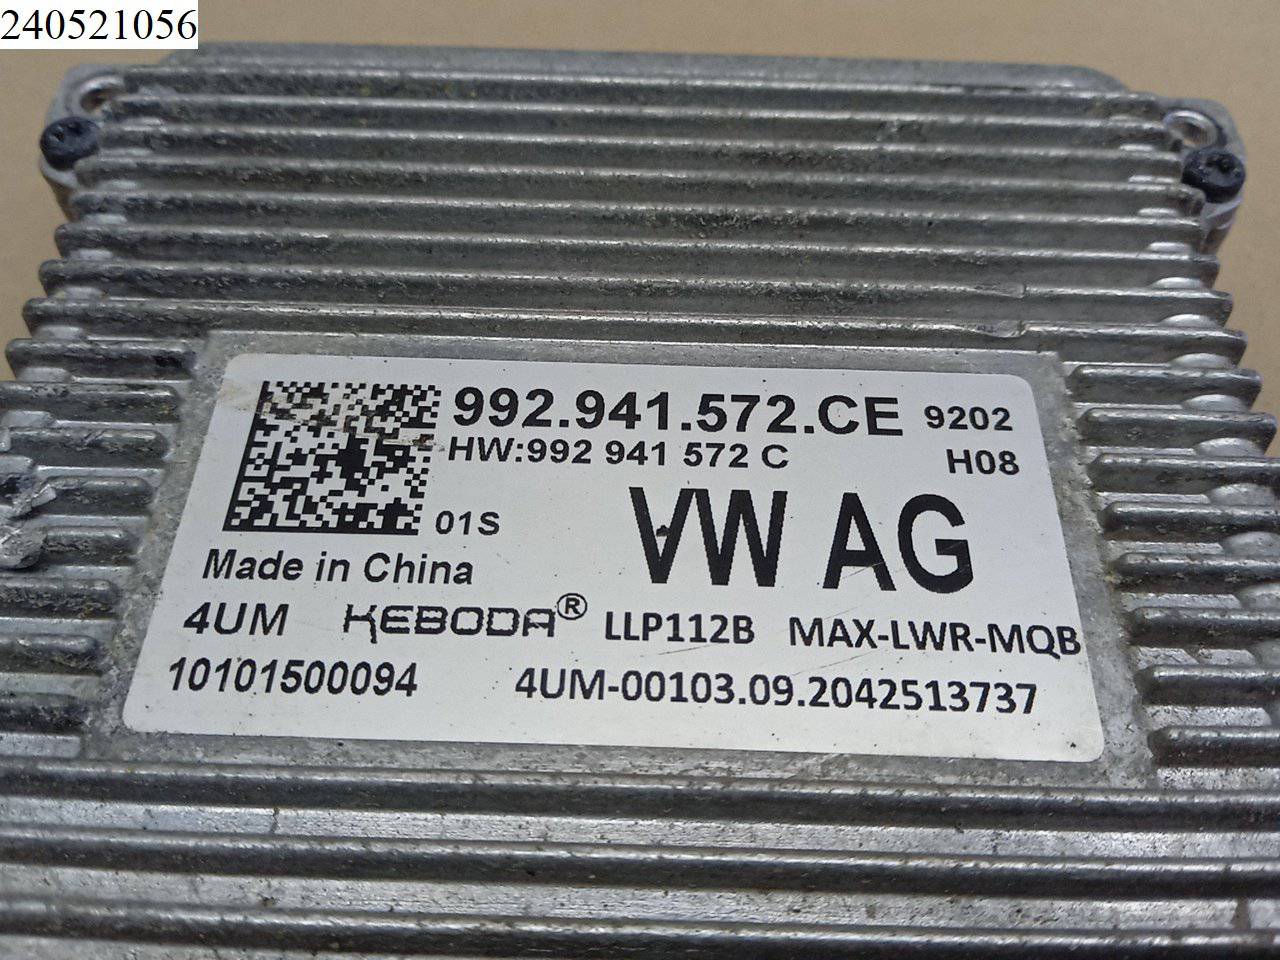 240521056
992.941.572.CE 9202
HW:992 941 572 C H08
01S VW AG
Made in China
4UM KEBODA® LLP112B MAX-LWR-MQB
10101500094 4UM-00103.09.2042513737